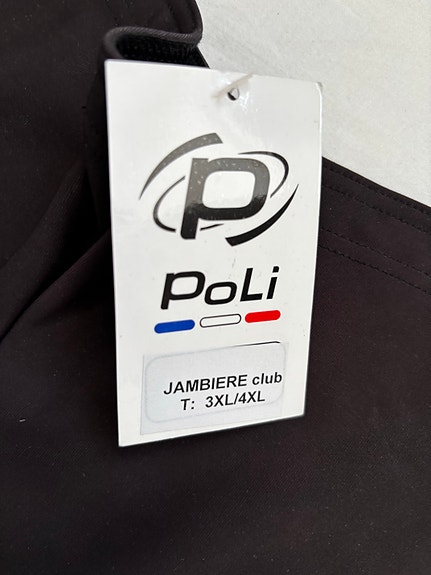 P
PoLi
JAMBIERE club
T: 3XL/4XL